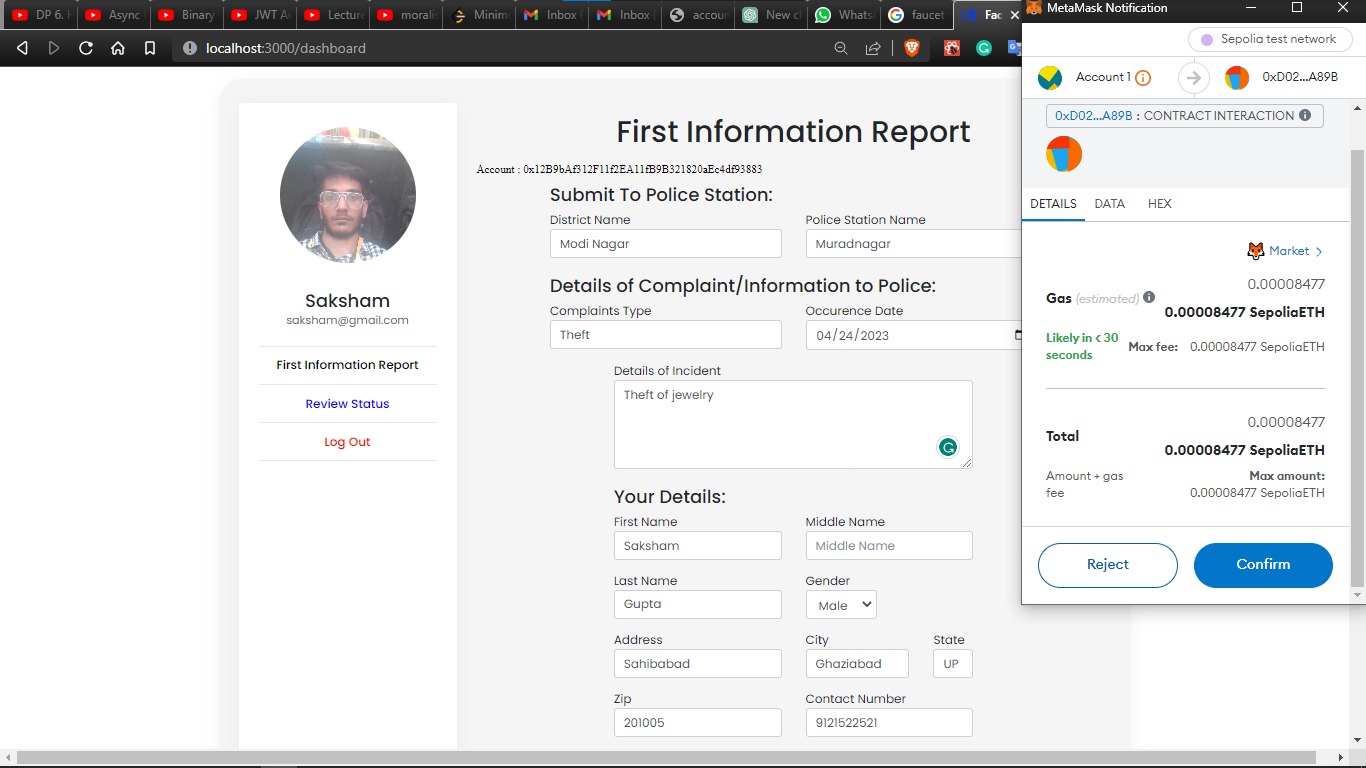 DP 6.
Async
Binary
JWT Au
Lecture
moralis
Minim
Inbox (
Inbox (
accour
New ch
Whats
faucet
Fac
localhost:3000/dashboard
Saksham
saksham@gmail.com
First Information Report
Review Status
Log Out
First Information Report
Account : 0x12B9bAf312F11f2EA11fB9B321820aEc4df93883
Submit To Police Station:
District Name Police Station Name
Modi Nagar Muradnagar
Details of Complaint/Information to Police:
Complaints Type Occurence Date
Theft 04/24/2023
Details of Incident
Theft of jewelry
Your Details:
First Name Middle Name
Saksham Middle Name
Last Name Gender
Gupta Male
Address City State
Sahibabad Ghaziabad UP
Zip Contact Number
201005 9121522521
MetaMask Notification
Sepolia test network
Account 1 0xD02...A89B
0xD02...A89B : CONTRACT INTERACTION
DETAILS DATA HEX
Market >
0.00008477
Gas (estimated) 0.00008477 SepoliaETH
Likely in < 30
seconds
Max fee: 0.00008477 SepoliaETH
0.00008477
Total 0.00008477 SepoliaETH
Amount + gas
fee
Max amount:
0.00008477 SepoliaETH
Reject Confirm